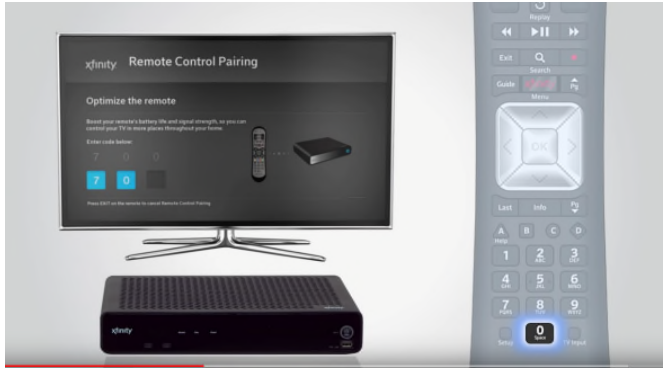 xfinity Remote Control Pairing
Optimize the remote
Boost your remote's battery life and signal strength, so you can
control your TV in more places throughout your home.
Enter code below:
7 0 0
7 0
Press EXIT on the remote to cancel Remote Control Pairing
xfinity
Replay
Exit
Search
Guide
Pg
Menu
OK
Last Info Pg
A B C D
Help
1 2 ABC 3 DEF
4 GHI 5 JKL 6 MNO
7 PQRS 8 TUV 9 WXYZ
Setup 0 TV Input